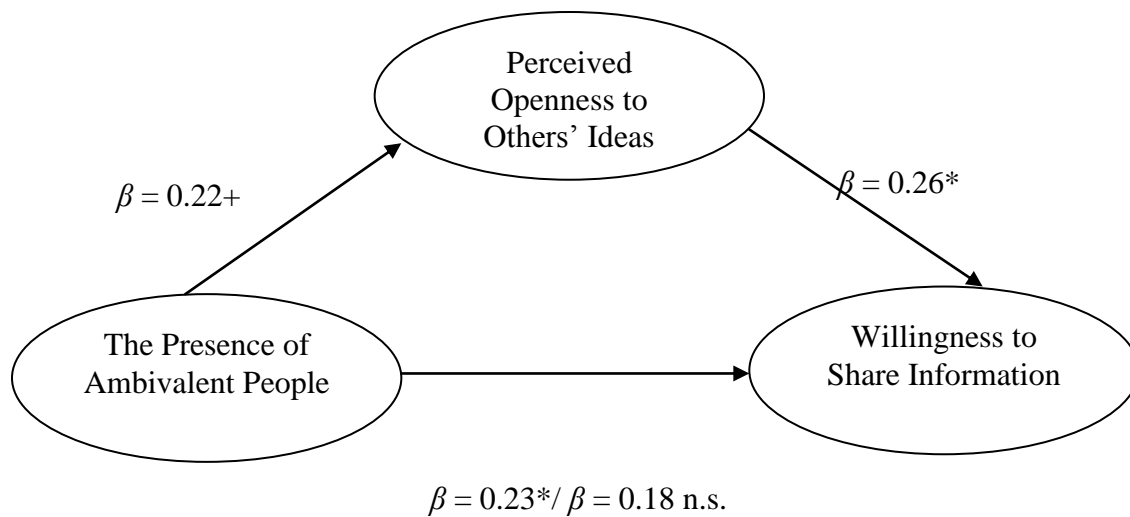 Perceived
Openness to
Others’ Ideas
β = 0.22+
β = 0.26*
The Presence of
Ambivalent People
Willingness to
Share Information
β = 0.23*/ β = 0.18 n.s.